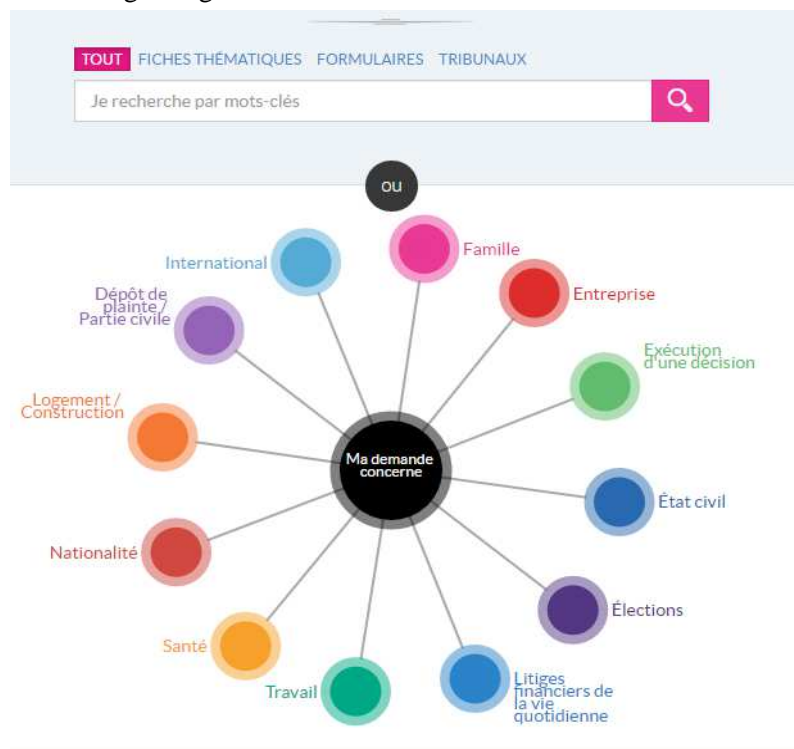 TOUT FICHES THÉMATIQUES FORMULAIRES TRIBUNAUX
Je recherche par mots-clés
ou
Famille
International
Entreprise
Dépôt de
plainte /
Partie civile
Exécution
d'une décision
Logement /
Construction
Ma demande
concerne
État civil
Nationalité
Élections
Santé
Litiges
financiers de
la vie
quotidienne
Travail